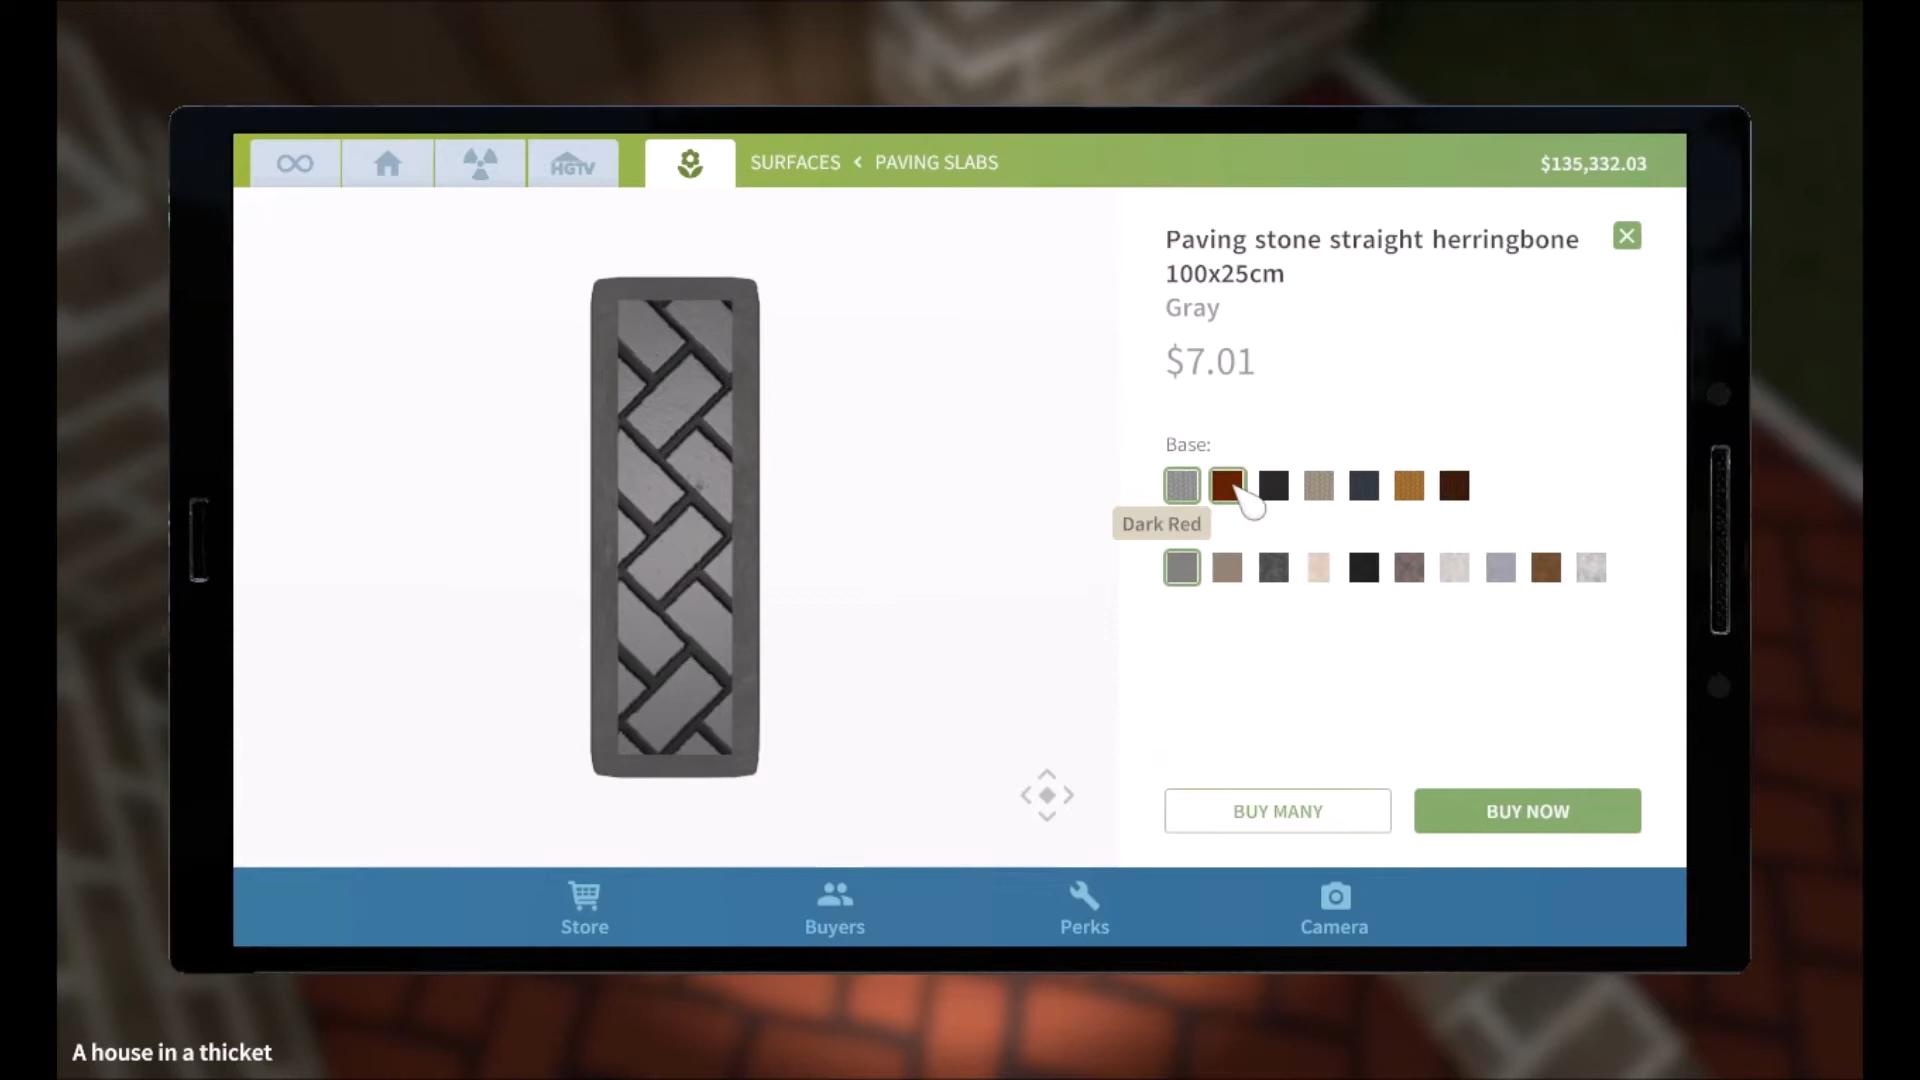 HGTV
SURFACES < PAVING SLABS
$135,332.03
Paving stone straight herringbone
100x25cm
Gray
$7.01
Base:
Dark Red
BUY MANY
BUY NOW
Store
Buyers
Perks
Camera
A house in a thicket